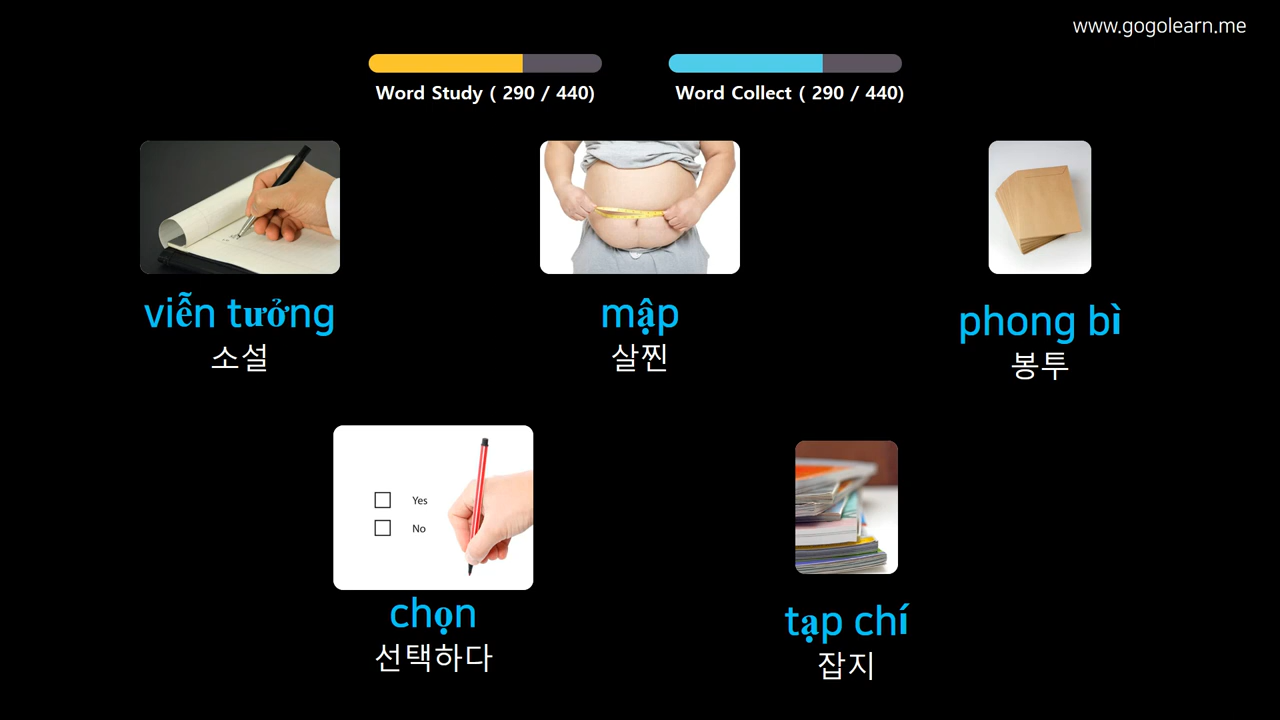 www.gogolearn.me
Word Study ( 290 / 440)
Word Collect ( 290 / 440)
viễn tưởng
소설
mập
살찐
phong bì
봉투
Yes
No
chọn
선택하다
tạp chí
잡지